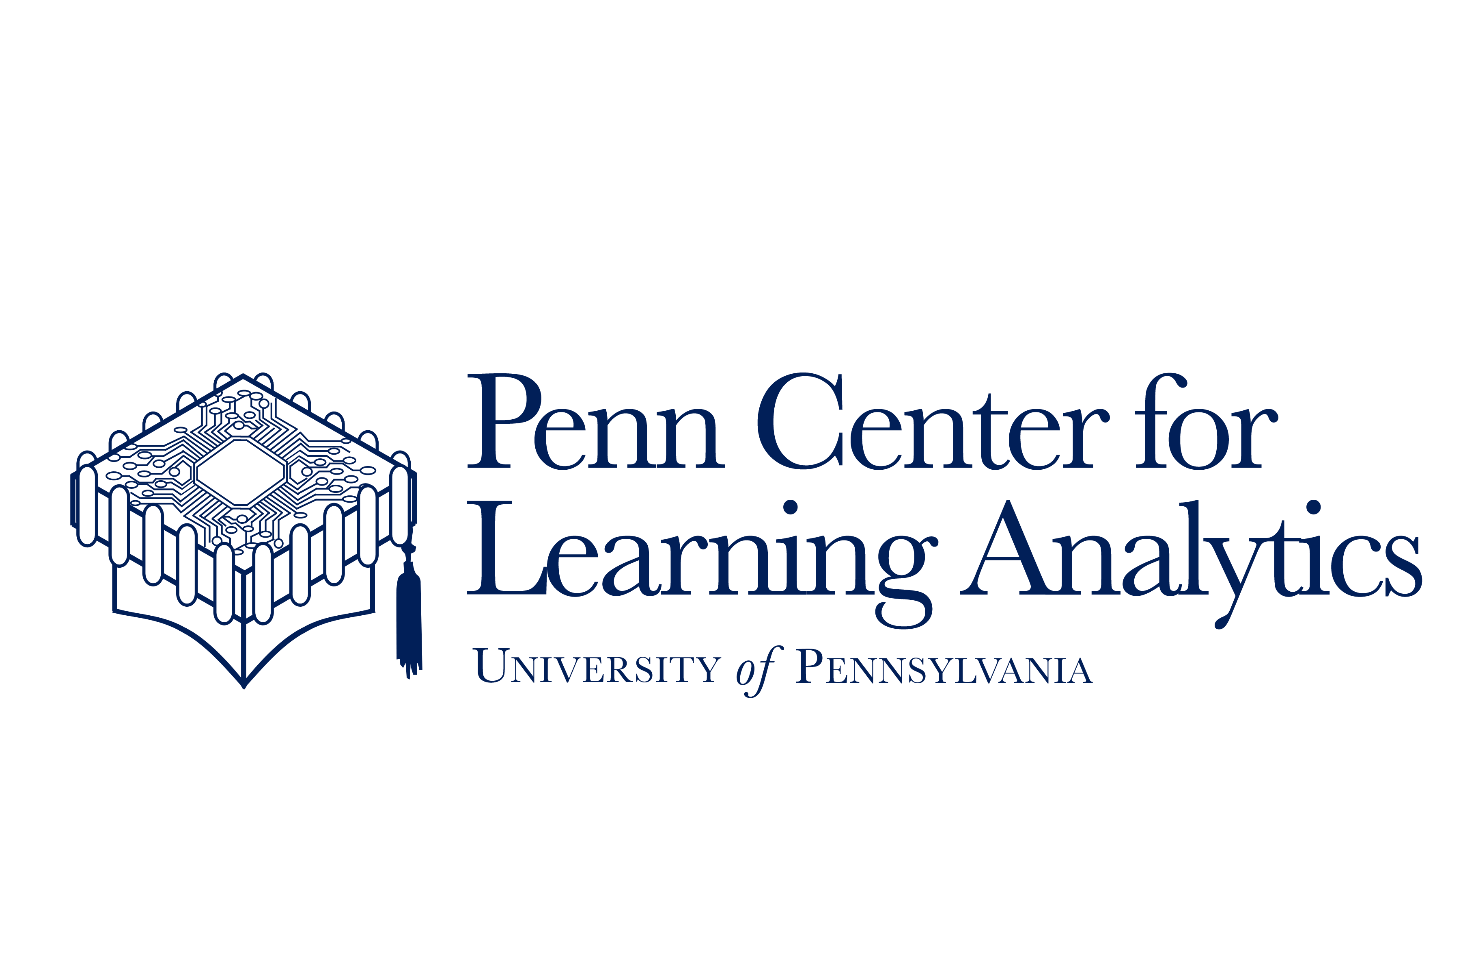 Penn Center for
Learning Analytics
University of Pennsylvania